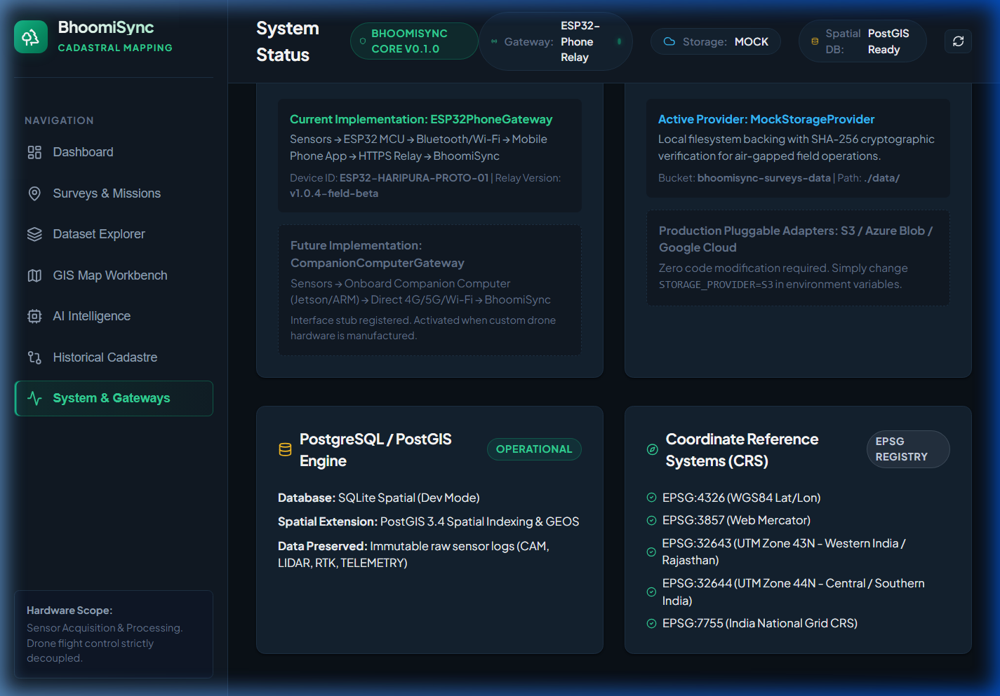 BhoomiSync
CADASTRAL MAPPING
NAVIGATION
Dashboard
Surveys & Missions
Dataset Explorer
GIS Map Workbench
AI Intelligence
Historical Cadastre
System & Gateways
Hardware Scope:
Sensor Acquisition & Processing.
Drone flight control strictly
decoupled.
System
Status
BHOOMISYNC
CORE V0.1.0
Gateway:
ESP32-
Phone
Relay
Storage: MOCK
Spatial
DB:
PostGIS
Ready
Current Implementation: ESP32PhoneGateway
Sensors → ESP32 MCU → Bluetooth/Wi-Fi → Mobile
Phone App → HTTPS Relay → BhoomiSync
Device ID: ESP32-HARIPURA-PROTO-01 | Relay Version:
v1.0.4-field-beta
Future Implementation:
CompanionComputerGateway
Sensors → Onboard Companion Computer
(Jetson/ARM) → Direct 4G/5G/Wi-Fi → BhoomiSync
Interface stub registered. Activated when custom drone
hardware is manufactured.
Active Provider: MockStorageProvider
Local filesystem backing with SHA-256 cryptographic
verification for air-gapped field operations.
Bucket: bhoomisync-surveys-data | Path: ./data/
Production Pluggable Adapters: S3 / Azure Blob /
Google Cloud
Zero code modification required. Simply change
STORAGE_PROVIDER=S3 in environment variables.
PostgreSQL / PostGIS
Engine
OPERATIONAL
Database: SQLite Spatial (Dev Mode)
Spatial Extension: PostGIS 3.4 Spatial Indexing & GEOS
Data Preserved: Immutable raw sensor logs (CAM,
LIDAR, RTK, TELEMETRY)
Coordinate Reference
Systems (CRS)
EPSG
REGISTRY
EPSG:4326 (WGS84 Lat/Lon)
EPSG:3857 (Web Mercator)
EPSG:32643 (UTM Zone 43N - Western India /
Rajasthan)
EPSG:32644 (UTM Zone 44N - Central / Southern
India)
EPSG:7755 (India National Grid CRS)